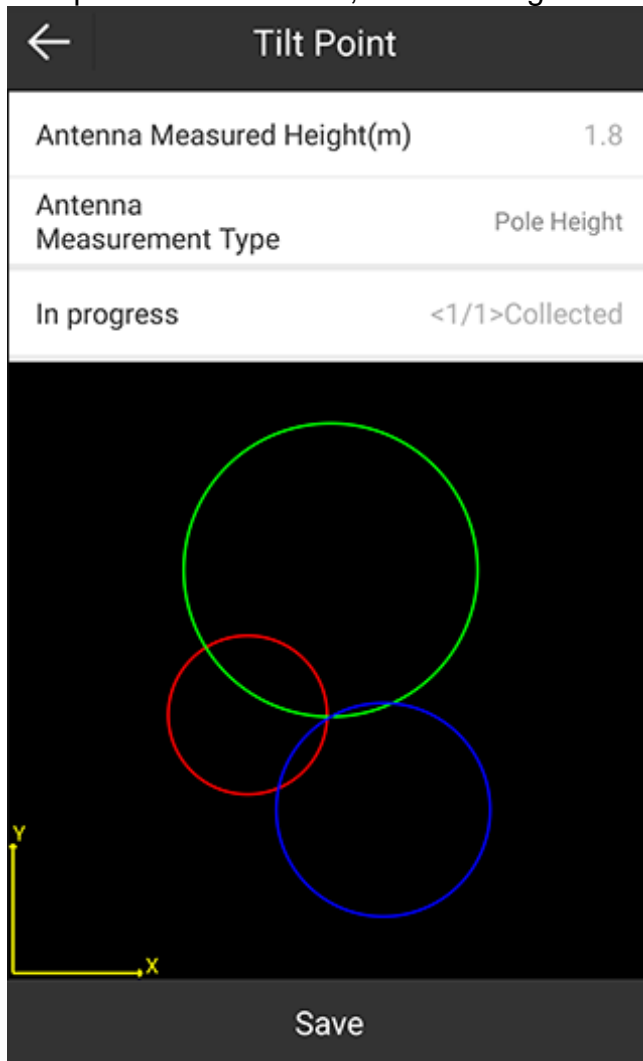 Tilt Point
Antenna Measured Height(m) 1.8
Antenna
Measurement Type Pole Height
In progress <1/1>Collected
Y
X
Save